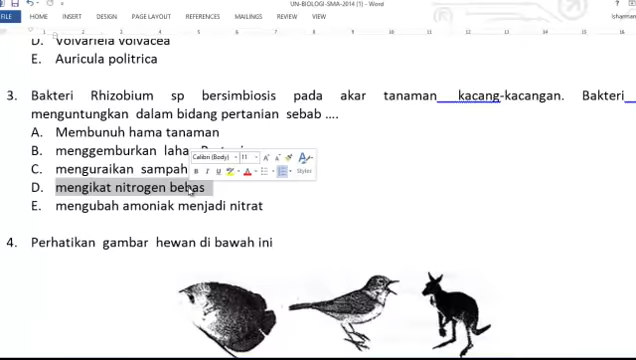 UN-BIOLOGI-SMA-2014 (1) - Word
FILE HOME INSERT DESIGN PAGE LAYOUT REFERENCES MAILINGS REVIEW VIEW
D. Volvariela volvacea
E. Auricula politrica
3. Bakteri Rhizobium sp bersimbiosis pada akar tanaman kacang-kacangan. Bakteri
menguntungkan dalam bidang pertanian sebab ....
A. Membunuh hama tanaman
B. menggemburkan
Calibri (Body) 11
C. menguraikan sampah
B I U Styles
D. mengikat nitrogen bebas
E. mengubah amoniak menjadi nitrat
4. Perhatikan gambar hewan di bawah ini